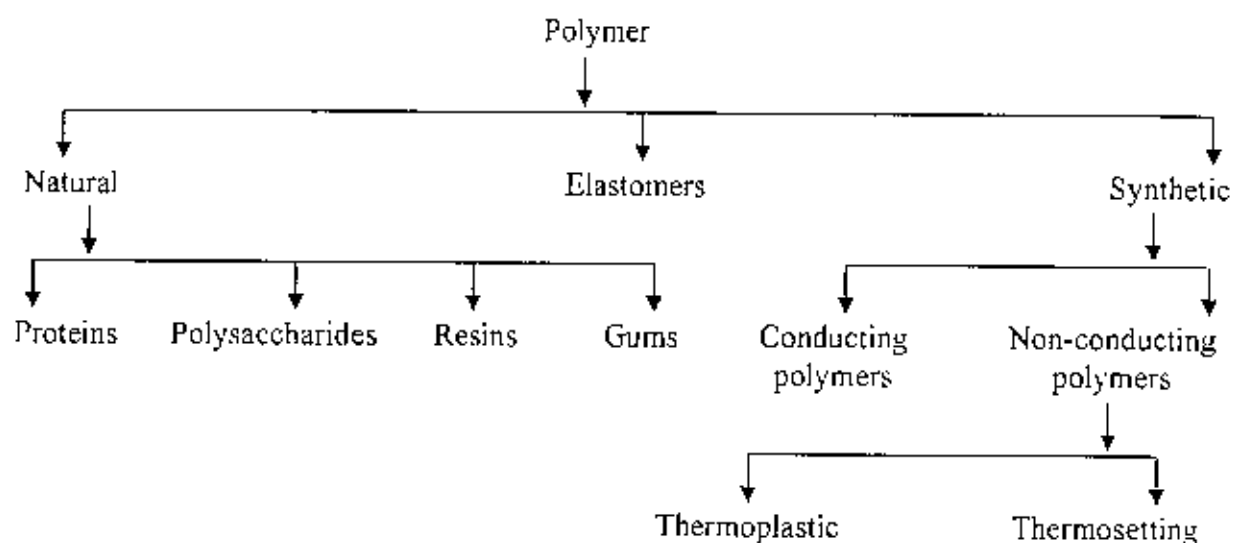 Polymer
Natural Elastomers Synthetic
Proteins Polysaccharides Resins Gums Conducting polymers Non-conducting polymers
Thermoplastic Thermosetting